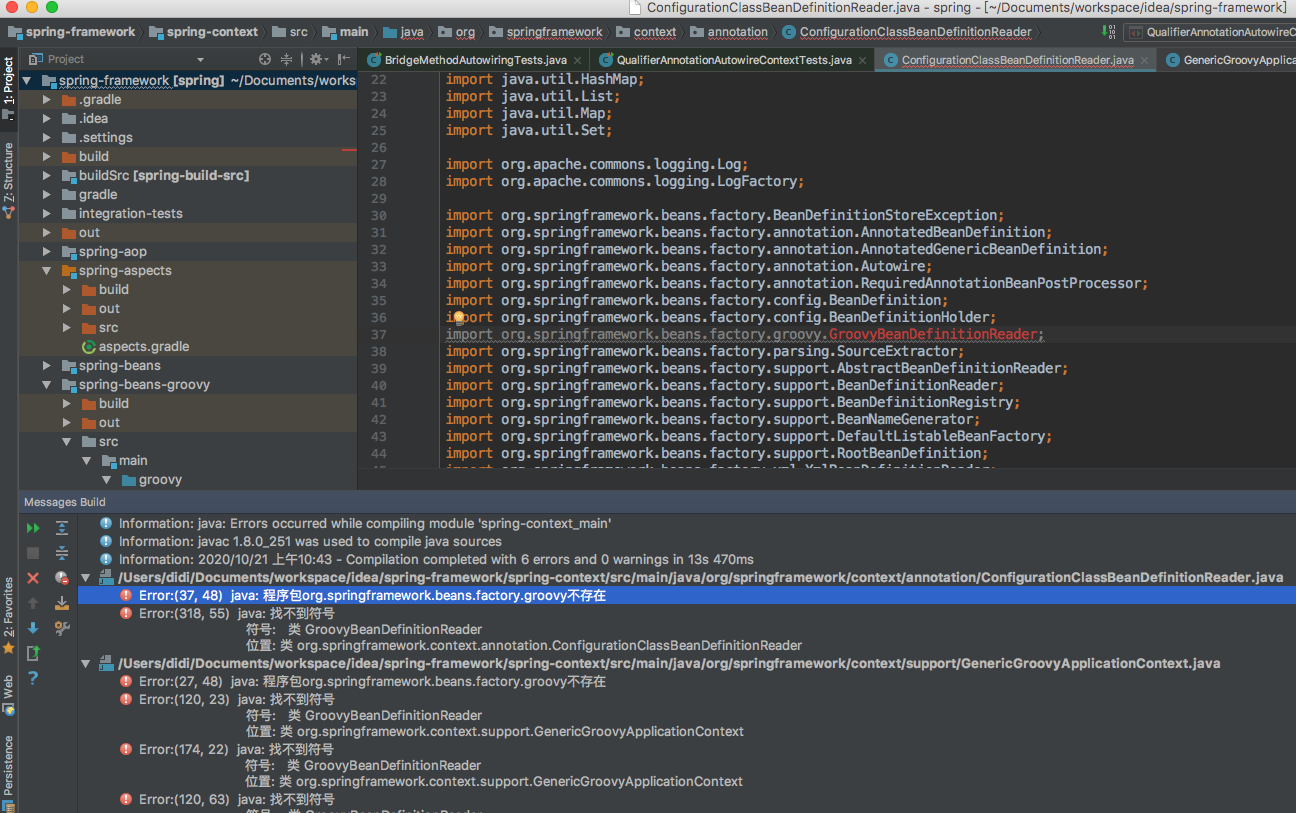 ConfigurationClassBeanDefinitionReader.java - spring - [~/Documents/workspace/idea/spring-framework]
spring-framework spring-context src main java org springframework context annotation ConfigurationClassBeanDefinitionReader QualifierAnnotationAutowireC
Project
BridgeMethodAutowiringTests.java QualifierAnnotationAutowireContextTests.java ConfigurationClassBeanDefinitionReader.java GenericGroovyApplica
1: Project
Z: Structure
2: Favorites
Web
Persistence
spring-framework [spring] ~/Documents/works
.gradle
.idea
.settings
build
buildSrc [spring-build-src]
gradle
integration-tests
out
spring-aop
spring-aspects
build
out
src
aspects.gradle
spring-beans
spring-beans-groovy
build
out
src
main
groovy
22 import java.util.HashMap;
23 import java.util.List;
24 import java.util.Map;
25 import java.util.Set;
26
27 import org.apache.commons.logging.Log;
28 import org.apache.commons.logging.LogFactory;
29
30 import org.springframework.beans.factory.BeanDefinitionStoreException;
31 import org.springframework.beans.factory.annotation.AnnotatedBeanDefinition;
32 import org.springframework.beans.factory.annotation.AnnotatedGenericBeanDefinition;
33 import org.springframework.beans.factory.annotation.Autowire;
34 import org.springframework.beans.factory.annotation.RequiredAnnotationBeanPostProcessor;
35 import org.springframework.beans.factory.config.BeanDefinition;
36 import org.springframework.beans.factory.config.BeanDefinitionHolder;
37 import org.springframework.beans.factory.groovy.GroovyBeanDefinitionReader;
38 import org.springframework.beans.factory.parsing.SourceExtractor;
39 import org.springframework.beans.factory.support.AbstractBeanDefinitionReader;
40 import org.springframework.beans.factory.support.BeanDefinitionReader;
41 import org.springframework.beans.factory.support.BeanDefinitionRegistry;
42 import org.springframework.beans.factory.support.BeanNameGenerator;
43 import org.springframework.beans.factory.support.DefaultListableBeanFactory;
44 import org.springframework.beans.factory.support.RootBeanDefinition;
45 import org.springframework.beans.factory.xml.XmlBeanDefinitionReader;
Messages Build
Information: java: Errors occurred while compiling module 'spring-context_main'
Information: javac 1.8.0_251 was used to compile java sources
Information: 2020/10/21 上午10:43 - Compilation completed with 6 errors and 0 warnings in 13s 470ms
/Users/didi/Documents/workspace/idea/spring-framework/spring-context/src/main/java/org/springframework/context/annotation/ConfigurationClassBeanDefinitionReader.java
Error:(37, 48) java: 程序包org.springframework.beans.factory.groovy不存在
Error:(318, 55) java: 找不到符号
符号: 类 GroovyBeanDefinitionReader
位置: 类 org.springframework.context.annotation.ConfigurationClassBeanDefinitionReader
/Users/didi/Documents/workspace/idea/spring-framework/spring-context/src/main/java/org/springframework/context/support/GenericGroovyApplicationContext.java
Error:(27, 48) java: 程序包org.springframework.beans.factory.groovy不存在
Error:(120, 23) java: 找不到符号
符号: 类 GroovyBeanDefinitionReader
位置: 类 org.springframework.context.support.GenericGroovyApplicationContext
Error:(174, 22) java: 找不到符号
符号: 类 GroovyBeanDefinitionReader
位置: 类 org.springframework.context.support.GenericGroovyApplicationContext
Error:(120, 63) java: 找不到符号
符号: 类 GroovyBeanDefinitionReader